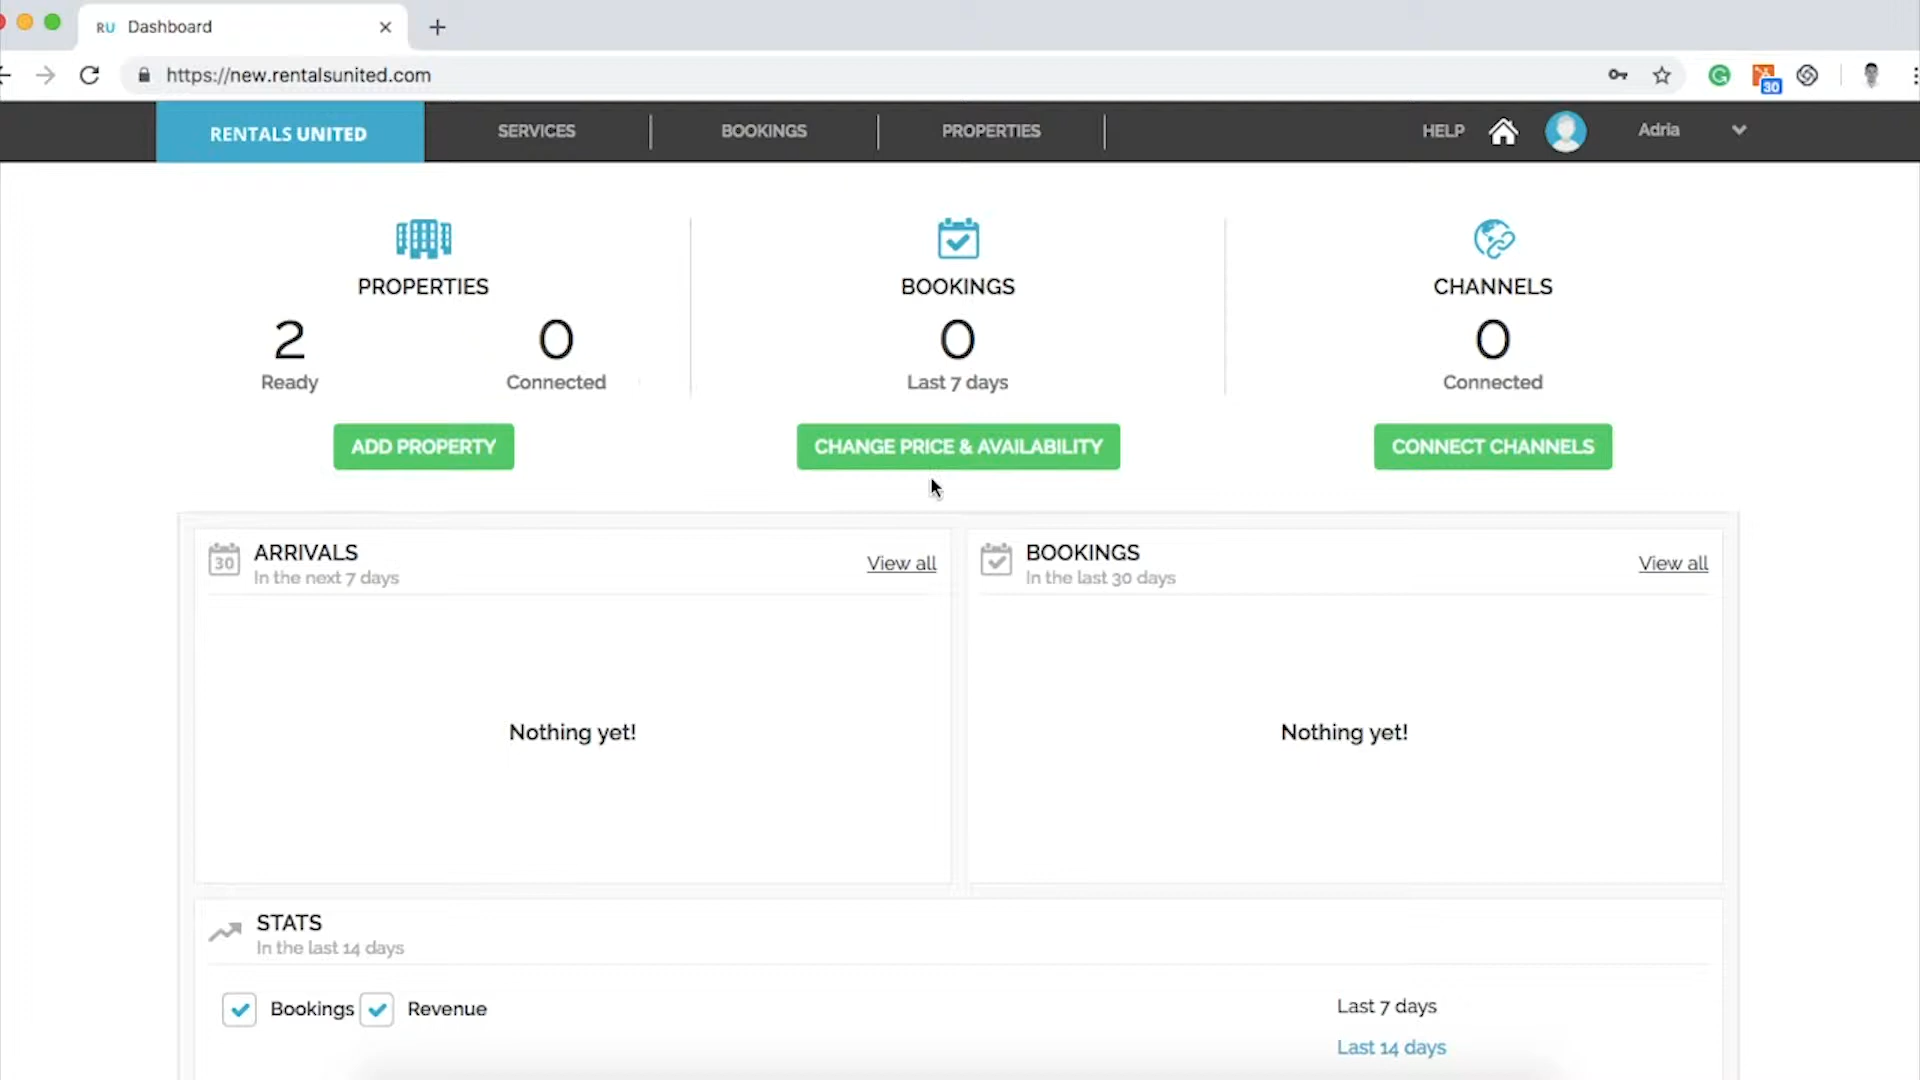 RU Dashboard
https://new.rentalsunited.com
30
RENTALS UNITED
SERVICES
BOOKINGS
PROPERTIES
HELP
Adria
PROPERTIES
BOOKINGS
CHANNELS
2
0
0
0
Ready
Connected
Last 7 days
Connected
ADD PROPERTY
CHANGE PRICE & AVAILABILITY
CONNECT CHANNELS
30
ARRIVALS
In the next 7 days
View all
BOOKINGS
In the last 30 days
View all
Nothing yet!
Nothing yet!
STATS
In the last 14 days
Bookings
Revenue
Last 7 days
Last 14 days